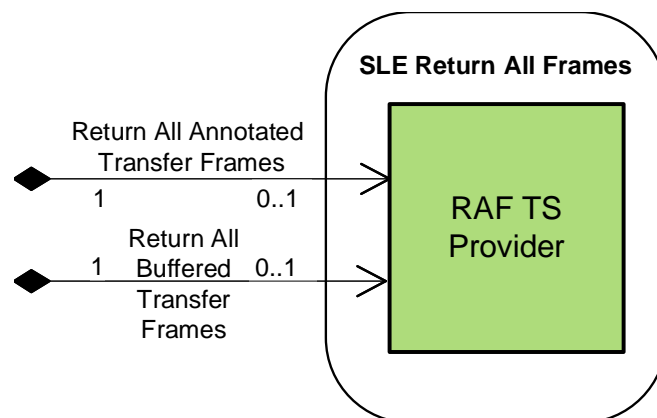 SLE Return All Frames
Return All Annotated
Transfer Frames
1 0..1
RAF TS
Provider
Return All
1 Buffered 0..1
Transfer
Frames